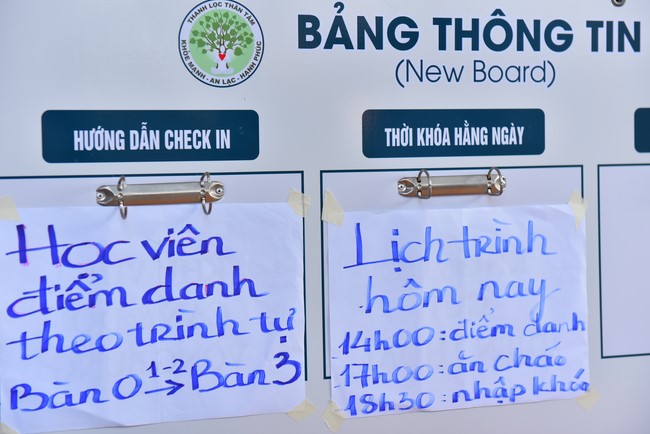 THANH LỌC THÂN TÂM
KHỎE MẠNH - AN LẠC - HẠNH PHÚC
BẢNG THÔNG TIN
(New Board)
HƯỚNG DẪN CHECK IN
Học viên
điểm danh
theo trình tự
Bàn 0 1-2→ Bàn 3
THỜI KHÓA HẰNG NGÀY
Lịch trình
hôm nay
14h00: điểm danh
17h00: ăn cháo
18h30: nhập khóa